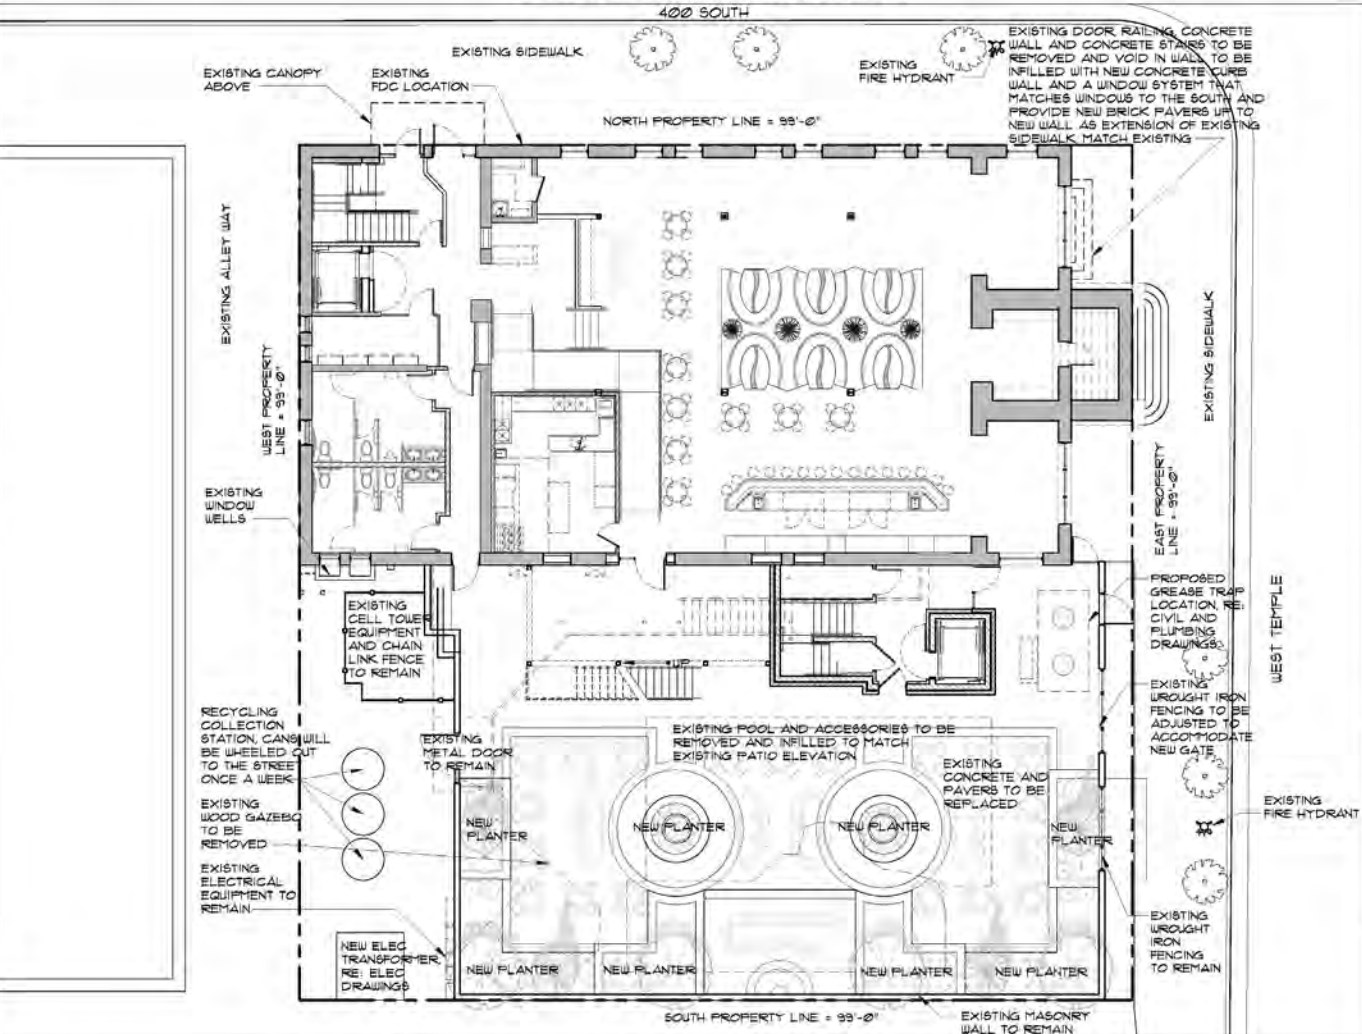 400 SOUTH
EXISTING SIDEWALK
EXISTING CANOPY
ABOVE
EXISTING
FDC LOCATION
EXISTING
FIRE HYDRANT
EXISTING DOOR, RAILING, CONCRETE
WALL AND CONCRETE STAIRS TO BE
REMOVED AND VOID IN WALL TO BE
INFILLED WITH NEW CONCRETE CURB
WALL AND A WINDOW SYSTEM THAT
MATCHES WINDOWS TO THE SOUTH AND
PROVIDE NEW BRICK PAVERS UP TO
NEW WALL AS EXTENSION OF EXISTING
SIDEWALK, MATCH EXISTING
NORTH PROPERTY LINE = 99'-0"
EXISTING ALLEY WAY
WEST PROPERTY
LINE = 99'-0"
EXISTING SIDEWALK
EAST PROPERTY
LINE = 99'-0"
WEST TEMPLE
EXISTING
WINDOW
WELLS
EXISTING
CELL TOWER
EQUIPMENT
AND CHAIN
LINK FENCE
TO REMAIN
UP
PROPOSED
GREASE TRAP
LOCATION, RE:
CIVIL AND
PLUMBING
DRAWINGS
EXISTING
WROUGHT IRON
FENCING TO BE
ADJUSTED TO
ACCOMMODATE
NEW GATE
RECYCLING
COLLECTION
STATION, CANS WILL
BE WHEELED OUT
TO THE STREET
ONCE A WEEK
EXISTING
METAL DOOR
TO REMAIN
EXISTING POOL AND ACCESSORIES TO BE
REMOVED AND INFILLED TO MATCH
EXISTING PATIO ELEVATION
EXISTING
CONCRETE AND
PAVERS TO BE
REPLACED
EXISTING
WOOD GAZEBO
TO BE
REMOVED
NEW
PLANTER
NEW PLANTER
NEW PLANTER
NEW
PLANTER
EXISTING
FIRE HYDRANT
EXISTING
ELECTRICAL
EQUIPMENT TO
REMAIN
EXISTING
WROUGHT
IRON
FENCING
TO REMAIN
NEW ELEC
TRANSFORMER,
RE: ELEC
DRAWINGS
NEW PLANTER
NEW PLANTER
NEW PLANTER
NEW PLANTER
SOUTH PROPERTY LINE = 99'-0"
EXISTING MASONRY
WALL TO REMAIN